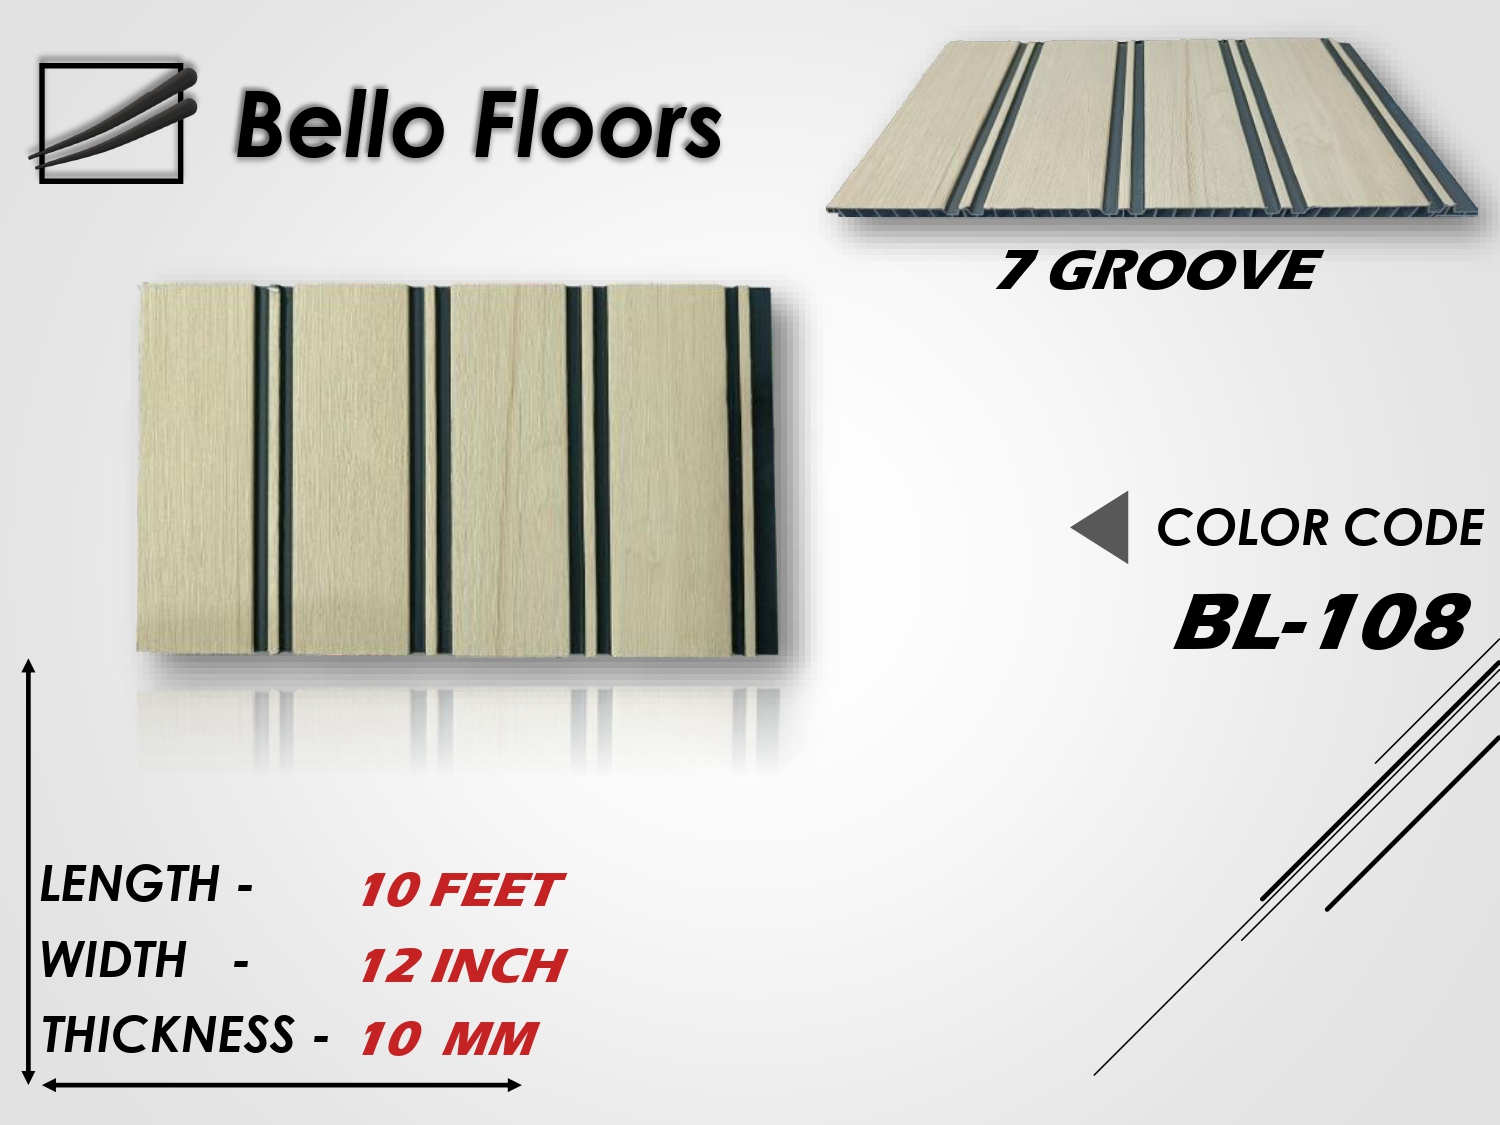 Bello Floors
7 GROOVE
COLOR CODE
BL-108
LENGTH - 10 FEET
WIDTH - 12 INCH
THICKNESS - 10 MM